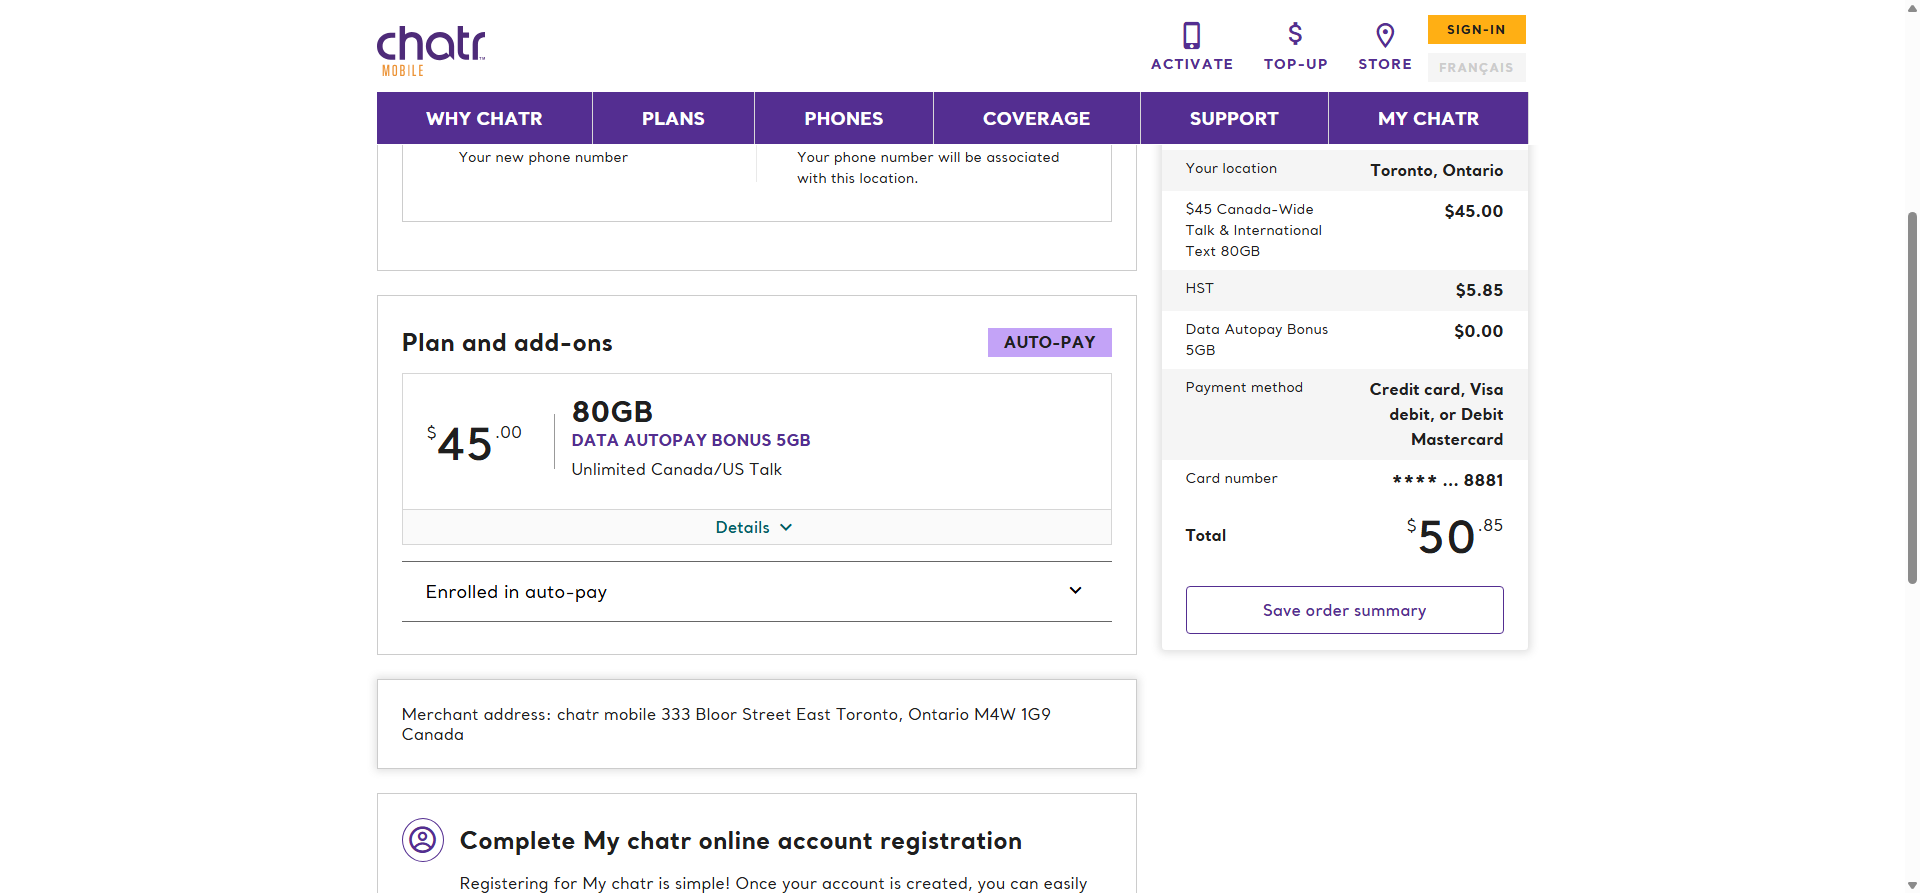 chatr
MOBILE
ACTIVATE
TOP-UP
STORE
SIGN-IN
FRANÇAIS
WHY CHATR
PLANS
PHONES
COVERAGE
SUPPORT
MY CHATR
Your new phone number
Your phone number will be associated
with this location.
Plan and add-ons
AUTO-PAY
$45.00
80GB
DATA AUTOPAY BONUS 5GB
Unlimited Canada/US Talk
Details
Enrolled in auto-pay
Merchant address: chatr mobile 333 Bloor Street East Toronto, Ontario M4W 1G9
Canada
Complete My chatr online account registration
Registering for My chatr is simple! Once your account is created, you can easily
Your location
Toronto, Ontario
$45 Canada-Wide
Talk & International
Text 80GB
$45.00
HST
$5.85
Data Autopay Bonus
5GB
$0.00
Payment method
Credit card, Visa
debit, or Debit
Mastercard
Card number
**** ... 8881
Total
$50.85
Save order summary